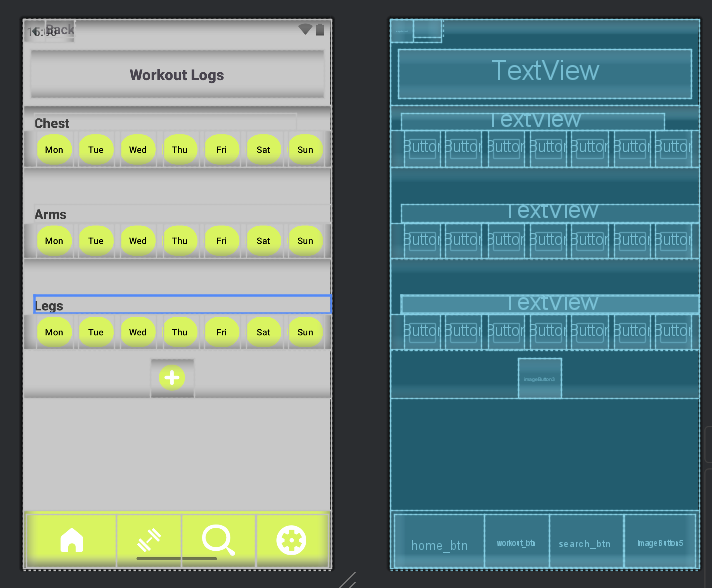 Back
Workout Logs
TextView
Chest
TextView
Mon Tue Wed Thu Fri Sat Sun
Button Button Button Button Button Button Button
Arms
TextView
Mon Tue Wed Thu Fri Sat Sun
Button Button Button Button Button Button Button
Legs
TextView
Mon Tue Wed Thu Fri Sat Sun
Button Button Button Button Button Button Button
home_btn workout_btn search_btn imageButton5